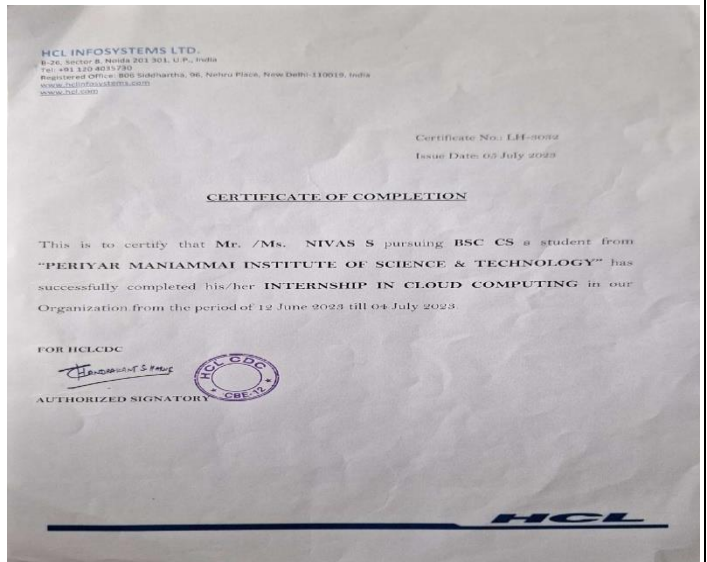 HCL INFOSYSTEMS LTD.
E-26, Sector 8, Noida 201 301, U.P., India
Tel: +91 120 4035730
Registered Office: 806 Siddhartha, 96, Nehru Place, New Delhi-110019, India
www.hclinfosystems.com
www.hcl.com
Certificate No.: LH-3032
Issue Date: 05 July 2023
CERTIFICATE OF COMPLETION
This is to certify that Mr. /Ms. NIVAS S pursuing BSC CS a student from
"PERIYAR MANIAMMAI INSTITUTE OF SCIENCE & TECHNOLOGY" has
successfully completed his/her INTERNSHIP IN CLOUD COMPUTING in our
Organization from the period of 12 June 2023 till 04 July 2023
FOR HCLCDC
HCL CDC
* CBE-12 *
AUTHORIZED SIGNATORY
HCL